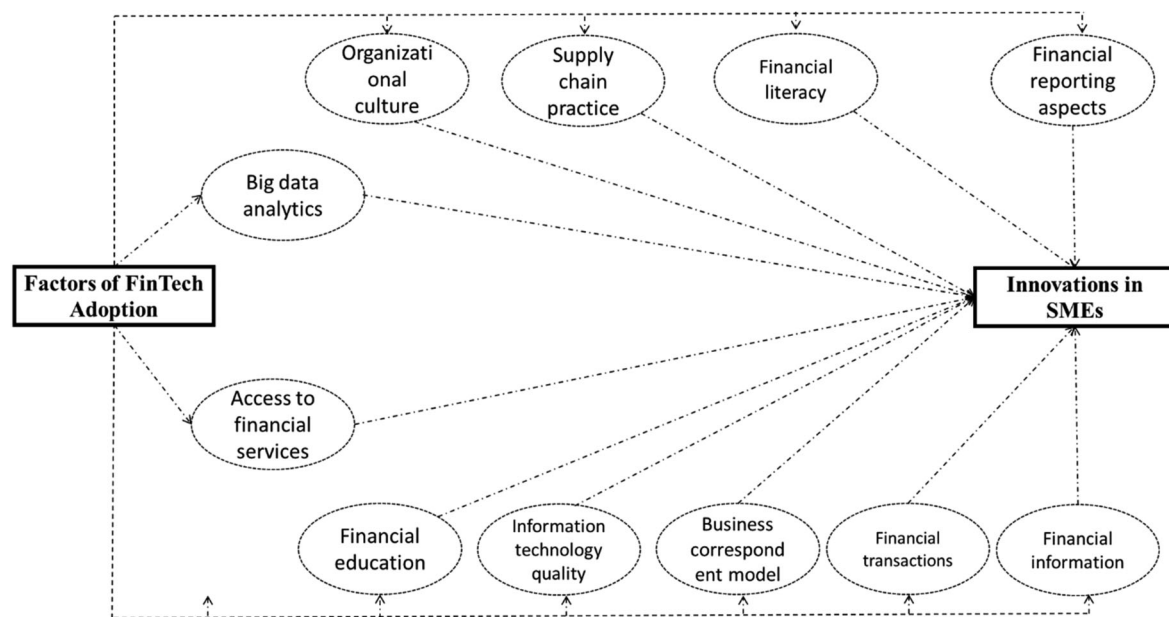 Organizati
onal
culture
Supply
chain
practice
Financial
literacy
Financial
reporting
aspects
Big data
analytics
Factors of FinTech
Adoption
Innovations in
SMEs
Access to
financial
services
Financial
education
Information
technology
quality
Business
correspond
ent model
Financial
transactions
Financial
information